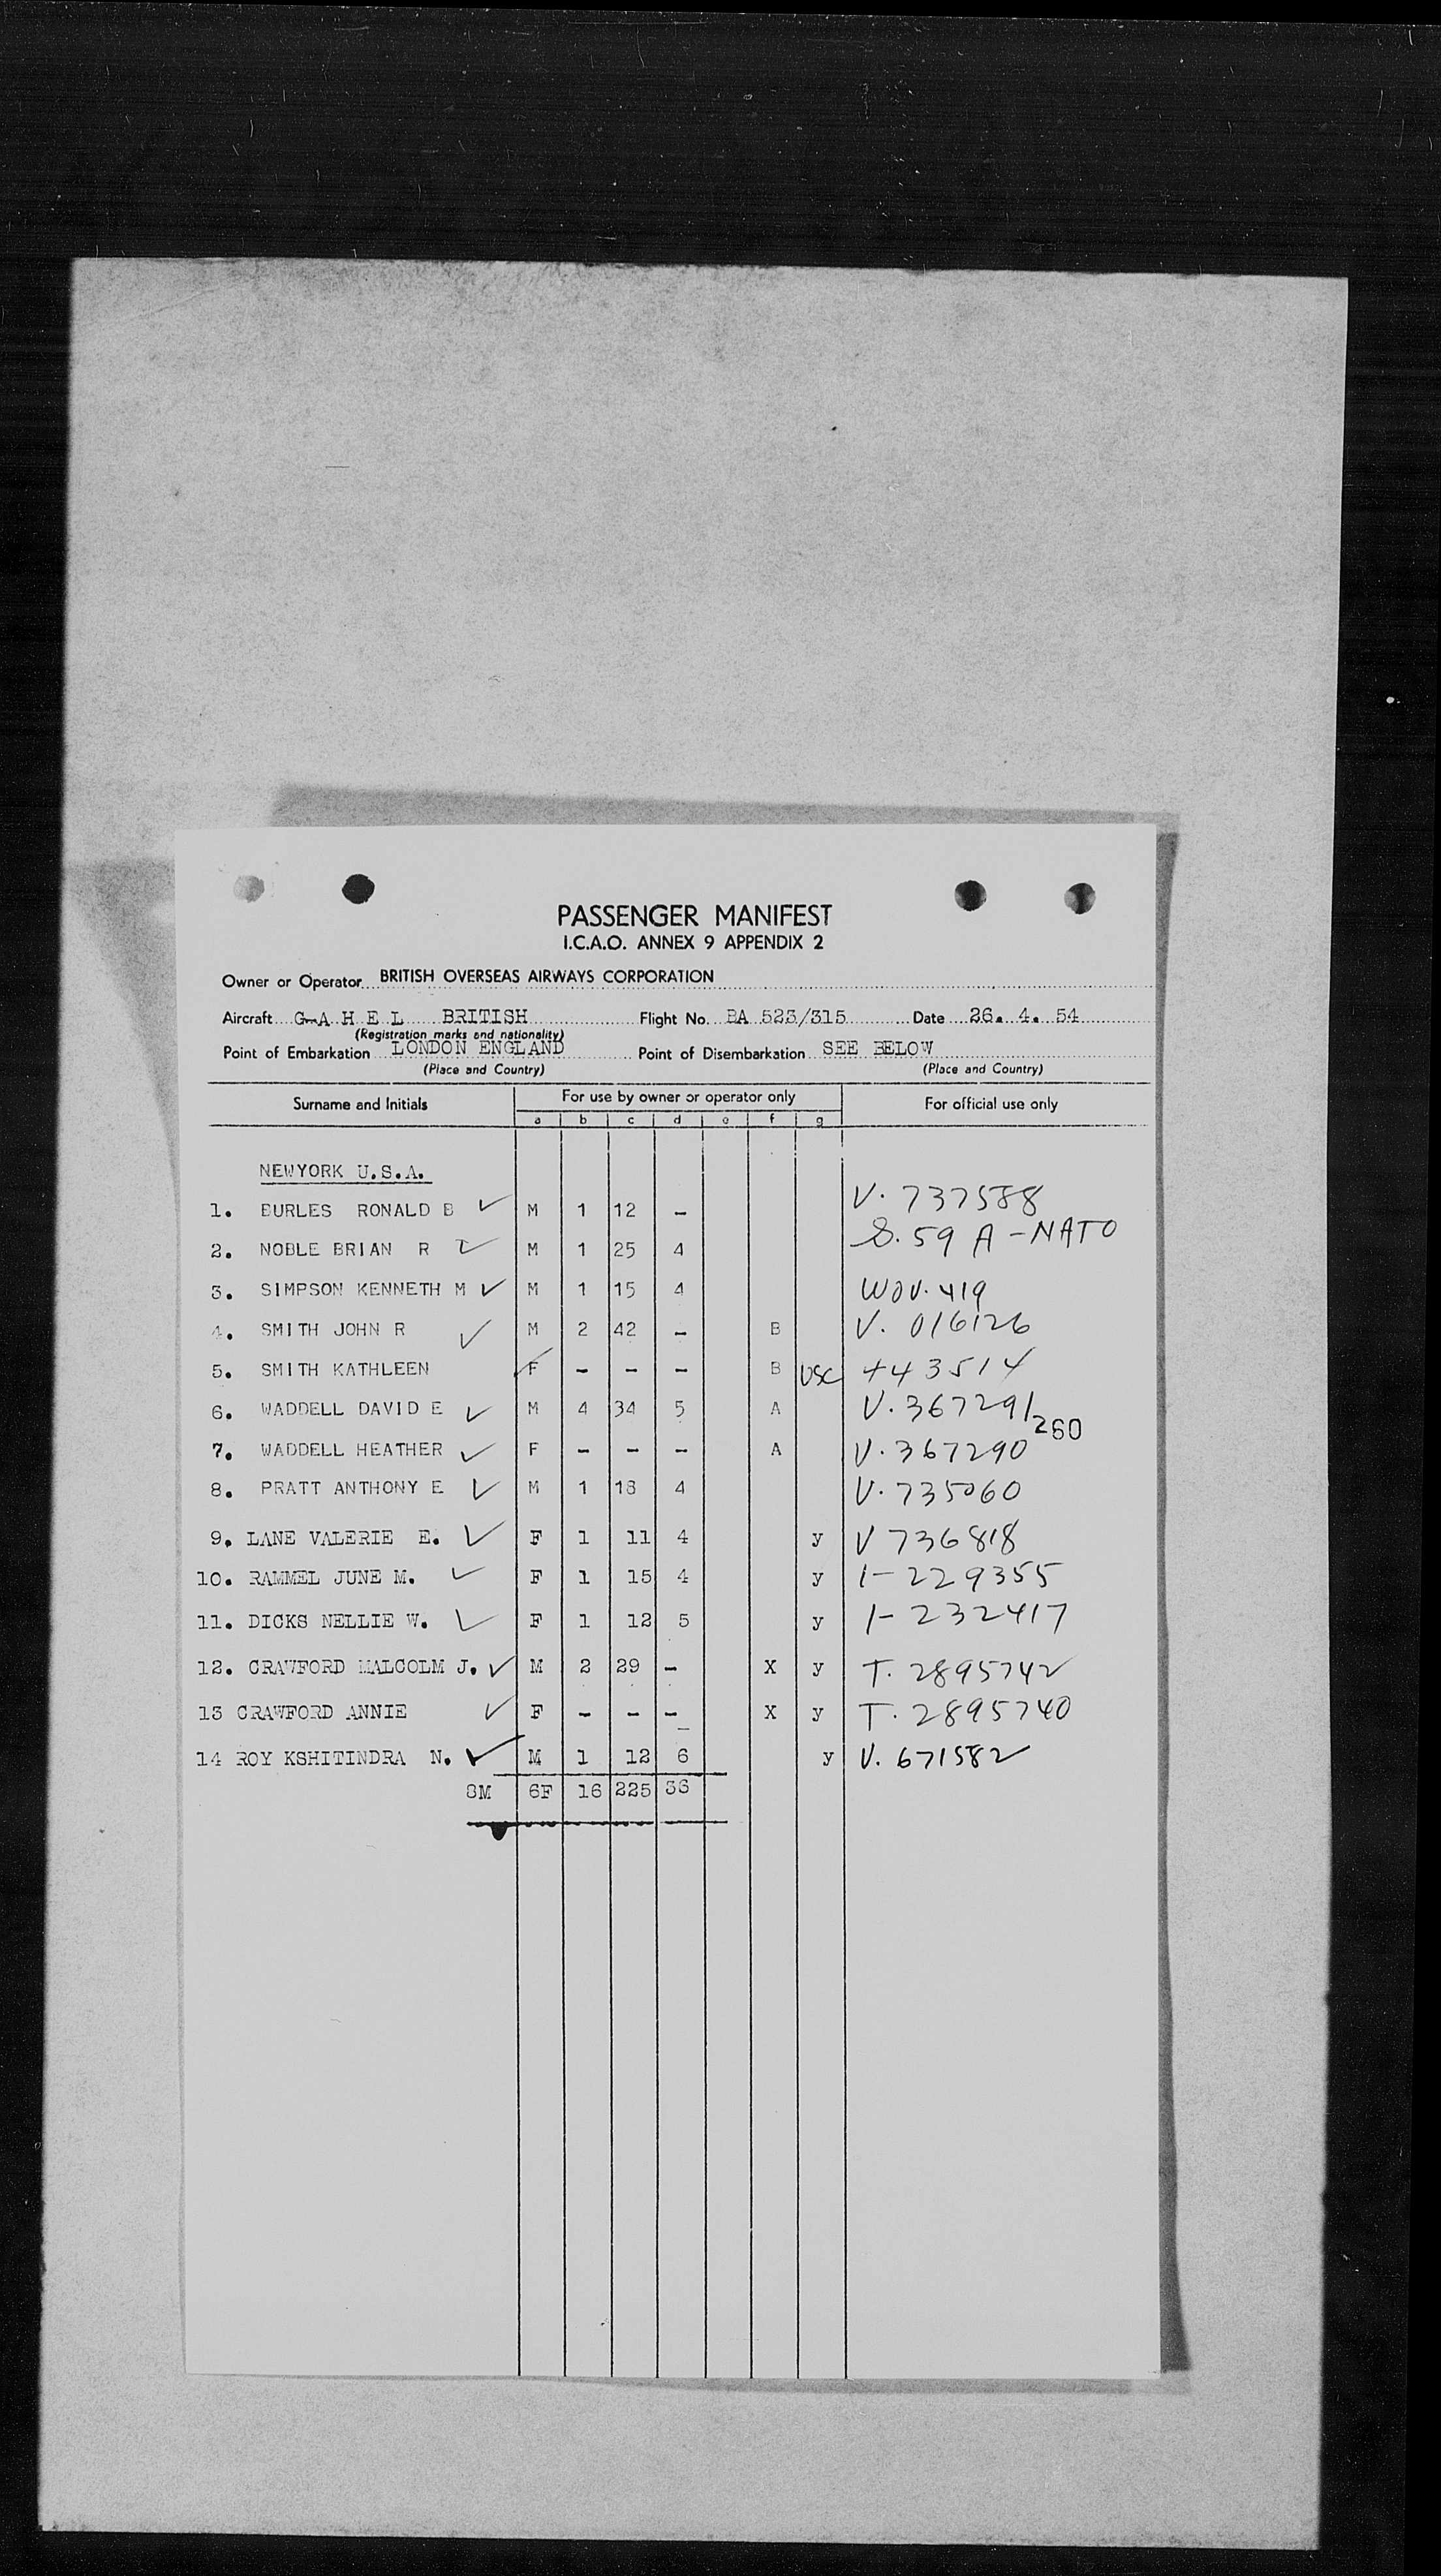 PASSENGER MANIFEST
I.C.A.O. ANNEX 9 APPENDIX 2
Owner or Operator BRITISH OVERSEAS AIRWAYS CORPORATION
Aircraft G-A H E L BRITISH Flight No. BA 523/315 Date 26. 4. 54
(Registration marks and nationality)
Point of Embarkation LONDON ENGLAND Point of Disembarkation SEE BELOW
(Place and Country) (Place and Country)
Surname and Initials For use by owner or operator only For official use only
a b c d e f g
NEWYORK U.S.A.
1. BURLES RONALD B ✓ M 1 12 - V. 737588
2. NOBLE BRIAN R ✓ M 1 25 4 S. 59 A - NATO
3. SIMPSON KENNETH M ✓ M 1 15 4 419
4. SMITH JOHN R ✓ M 2 42 - B V. 016126
5. SMITH KATHLEEN F - - - B USC +43514
6. WADDELL DAVID E ✓ M 4 34 5 A V. 367291
260
7. WADDELL HEATHER ✓ F - - - A V. 367290
8. PRATT ANTHONY E ✓ M 1 18 4 V. 735060
9. LANE VALERIE E. ✓ F 1 11 4 y V 736818
10. RAMMEL JUNE M. ✓ F 1 15 4 y 1-229355
11. DICKS NELLIE W. ✓ F 1 12 5 y 1-232417
12. CRAWFORD MALCOLM J. ✓ M 2 29 - X y T. 2895742
13 CRAWFORD ANNIE ✓ F - - - X y T. 2895740
14 ROY KSHITINDRA N. ✓ M 1 12 6 y V. 671582
8M 6F 16 225 36